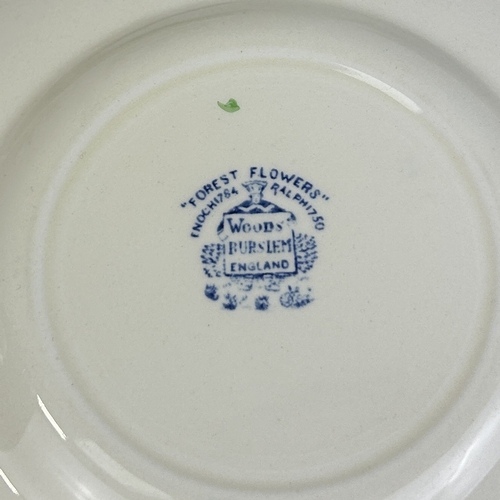 "FOREST FLOWERS"
ENOCH 1784 RALPH 1750
Woods'
BURSLEM
ENGLAND